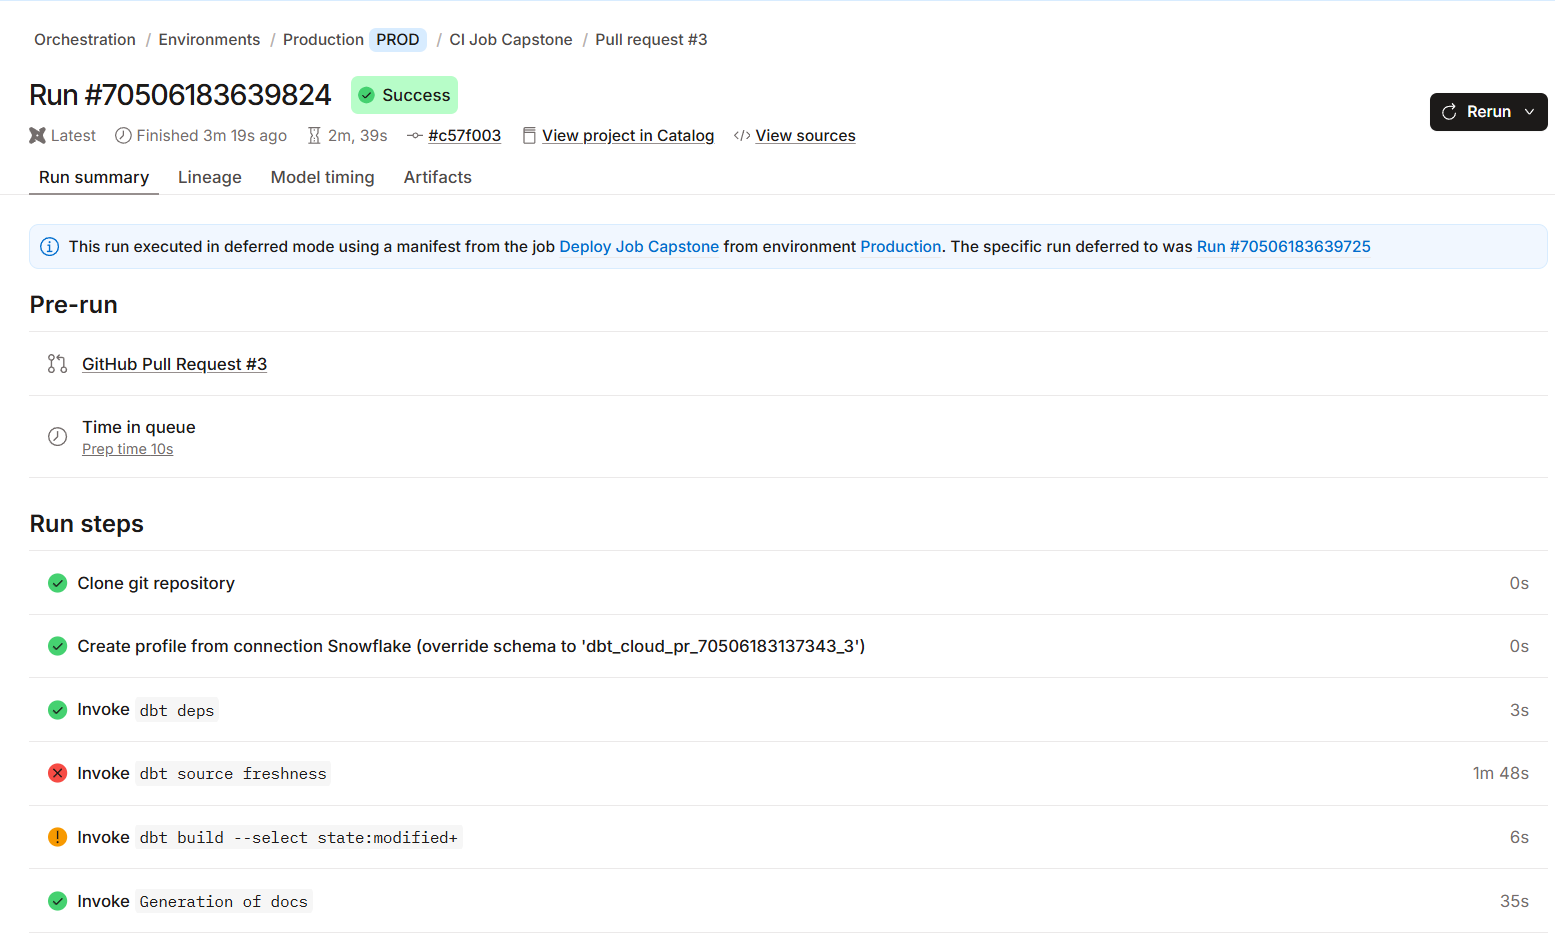 Orchestration / Environments / Production PROD / CI Job Capstone / Pull request #3
Run #70506183639824 Success
Rerun
Latest Finished 3m 19s ago 2m, 39s #c57f003 View project in Catalog </> View sources
Run summary Lineage Model timing Artifacts
This run executed in deferred mode using a manifest from the job Deploy Job Capstone from environment Production. The specific run deferred to was Run #70506183639725
Pre-run
GitHub Pull Request #3
Time in queue
Prep time 10s
Run steps
Clone git repository 0s
Create profile from connection Snowflake (override schema to 'dbt_cloud_pr_70506183137343_3') 0s
Invoke dbt deps 3s
Invoke dbt source freshness 1m 48s
Invoke dbt build --select state:modified+ 6s
Invoke Generation of docs 35s